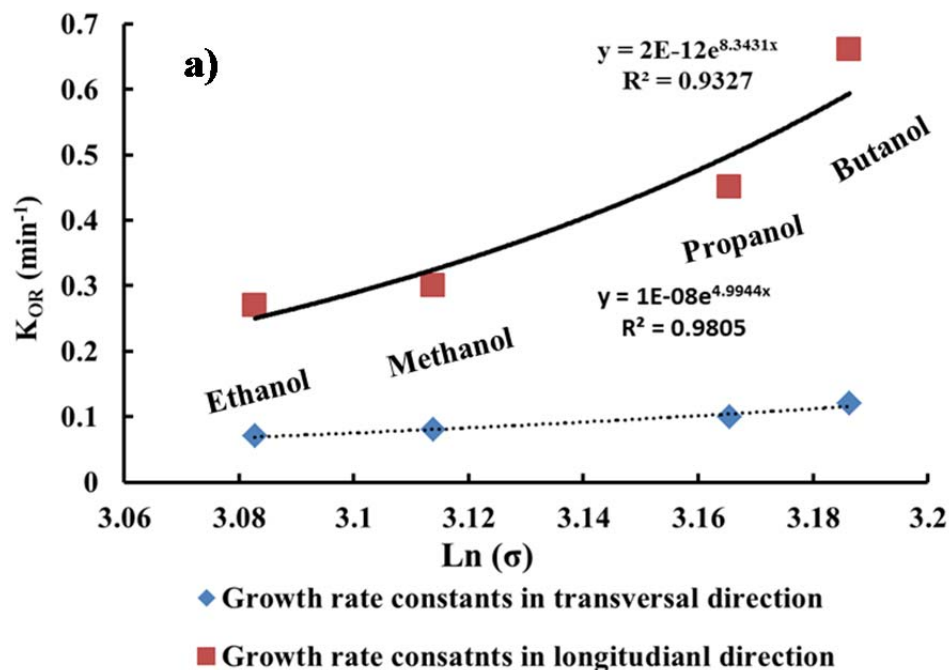 a)
y = 2E-12e^8.3431x
R² = 0.9327
Butanol
Propanol
y = 1E-08e^4.9944x
R² = 0.9805
Methanol
Ethanol
K_OR (min⁻¹)
0.7
0.6
0.5
0.4
0.3
0.2
0.1
0
3.06 3.08 3.1 3.12 3.14 3.16 3.18 3.2
Ln (σ)
Growth rate constants in transversal direction
Growth rate consatnts in longitudianl direction